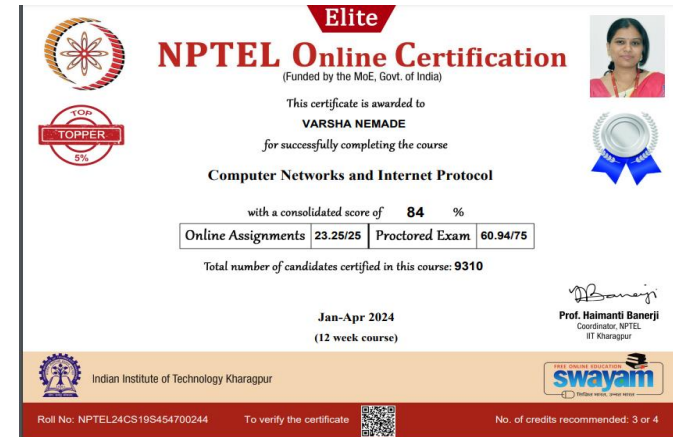 Elite
NPTEL Online Certification
(Funded by the MoE, Govt. of India)
This certificate is awarded to
VARSHA NEMADE
for successfully completing the course
Computer Networks and Internet Protocol
with a consolidated score of 84 %
Online Assignments 23.25/25 Proctored Exam 60.94/75
Total number of candidates certified in this course: 9310
TOP
TOPPER
5%
Jan-Apr 2024
(12 week course)
Prof. Haimanti Banerji
Coordinator, NPTEL
IIT Kharagpur
Indian Institute of Technology Kharagpur
FREE ONLINE EDUCATION
swayam
शिक्षित भारत, उन्नत भारत
Roll No: NPTEL24CS19S454700244 To verify the certificate No. of credits recommended: 3 or 4